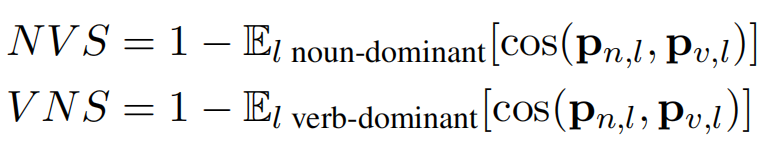 NVS = 1 − 𝔼_{l noun-dominant}[cos(𝐩_{n,l}, 𝐩_{v,l})]
VNS = 1 − 𝔼_{l verb-dominant}[cos(𝐩_{n,l}, 𝐩_{v,l})]